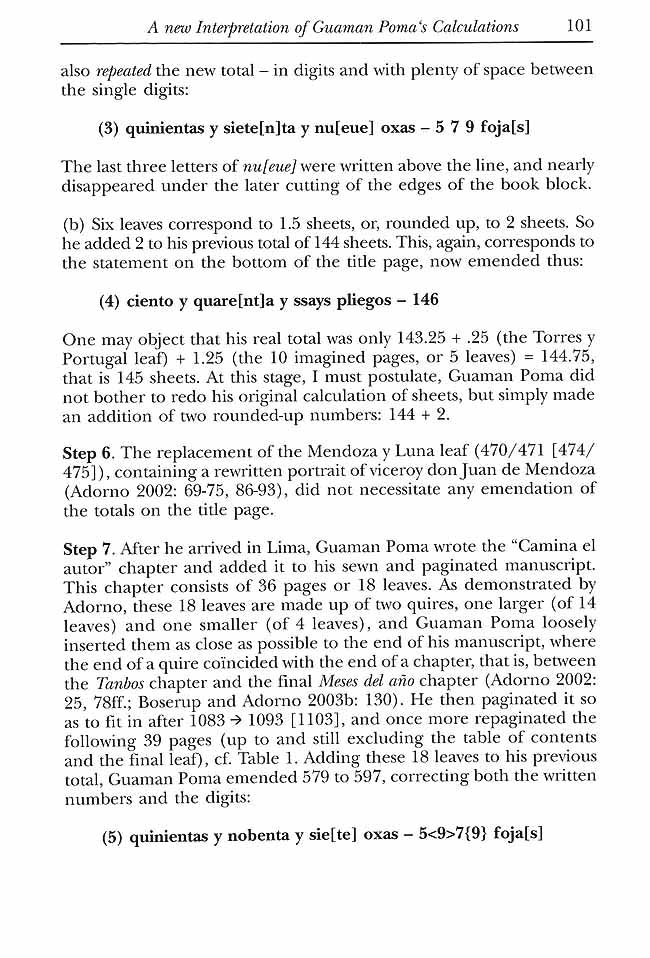 A new Interpretation of Guaman Poma's Calculations 101
also repeated the new total – in digits and with plenty of space between
the single digits:
(3) quinientas y siete[n]ta y nu[eue] oxas – 5 7 9 foja[s]
The last three letters of nu[eue] were written above the line, and nearly
disappeared under the later cutting of the edges of the book block.
(b) Six leaves correspond to 1.5 sheets, or, rounded up, to 2 sheets. So
he added 2 to his previous total of 144 sheets. This, again, corresponds to
the statement on the bottom of the title page, now emended thus:
(4) ciento y quare[nt]a y ssays pliegos – 146
One may object that his real total was only 143.25 + .25 (the Torres y
Portugal leaf) + 1.25 (the 10 imagined pages, or 5 leaves) = 144.75,
that is 145 sheets. At this stage, I must postulate, Guaman Poma did
not bother to redo his original calculation of sheets, but simply made
an addition of two rounded-up numbers: 144 + 2.
Step 6. The replacement of the Mendoza y Luna leaf (470/471 [474/
475]), containing a rewritten portrait of viceroy don Juan de Mendoza
(Adorno 2002: 69-75, 86-93), did not necessitate any emendation of
the totals on the title page.
Step 7. After he arrived in Lima, Guaman Poma wrote the “Camina el
autor” chapter and added it to his sewn and paginated manuscript.
This chapter consists of 36 pages or 18 leaves. As demonstrated by
Adorno, these 18 leaves are made up of two quires, one larger (of 14
leaves) and one smaller (of 4 leaves), and Guaman Poma loosely
inserted them as close as possible to the end of his manuscript, where
the end of a quire coïncided with the end of a chapter, that is, between
the Tanbos chapter and the final Meses del año chapter (Adorno 2002:
25, 78ff.; Boserup and Adorno 2003b: 130). He then paginated it so
as to fit in after 1083 → 1093 [1103], and once more repaginated the
following 39 pages (up to and still excluding the table of contents
and the final leaf), cf. Table 1. Adding these 18 leaves to his previous
total, Guaman Poma emended 579 to 597, correcting both the written
numbers and the digits:
(5) quinientas y nobenta y sie[te] oxas – 5<9>7{9} foja[s]